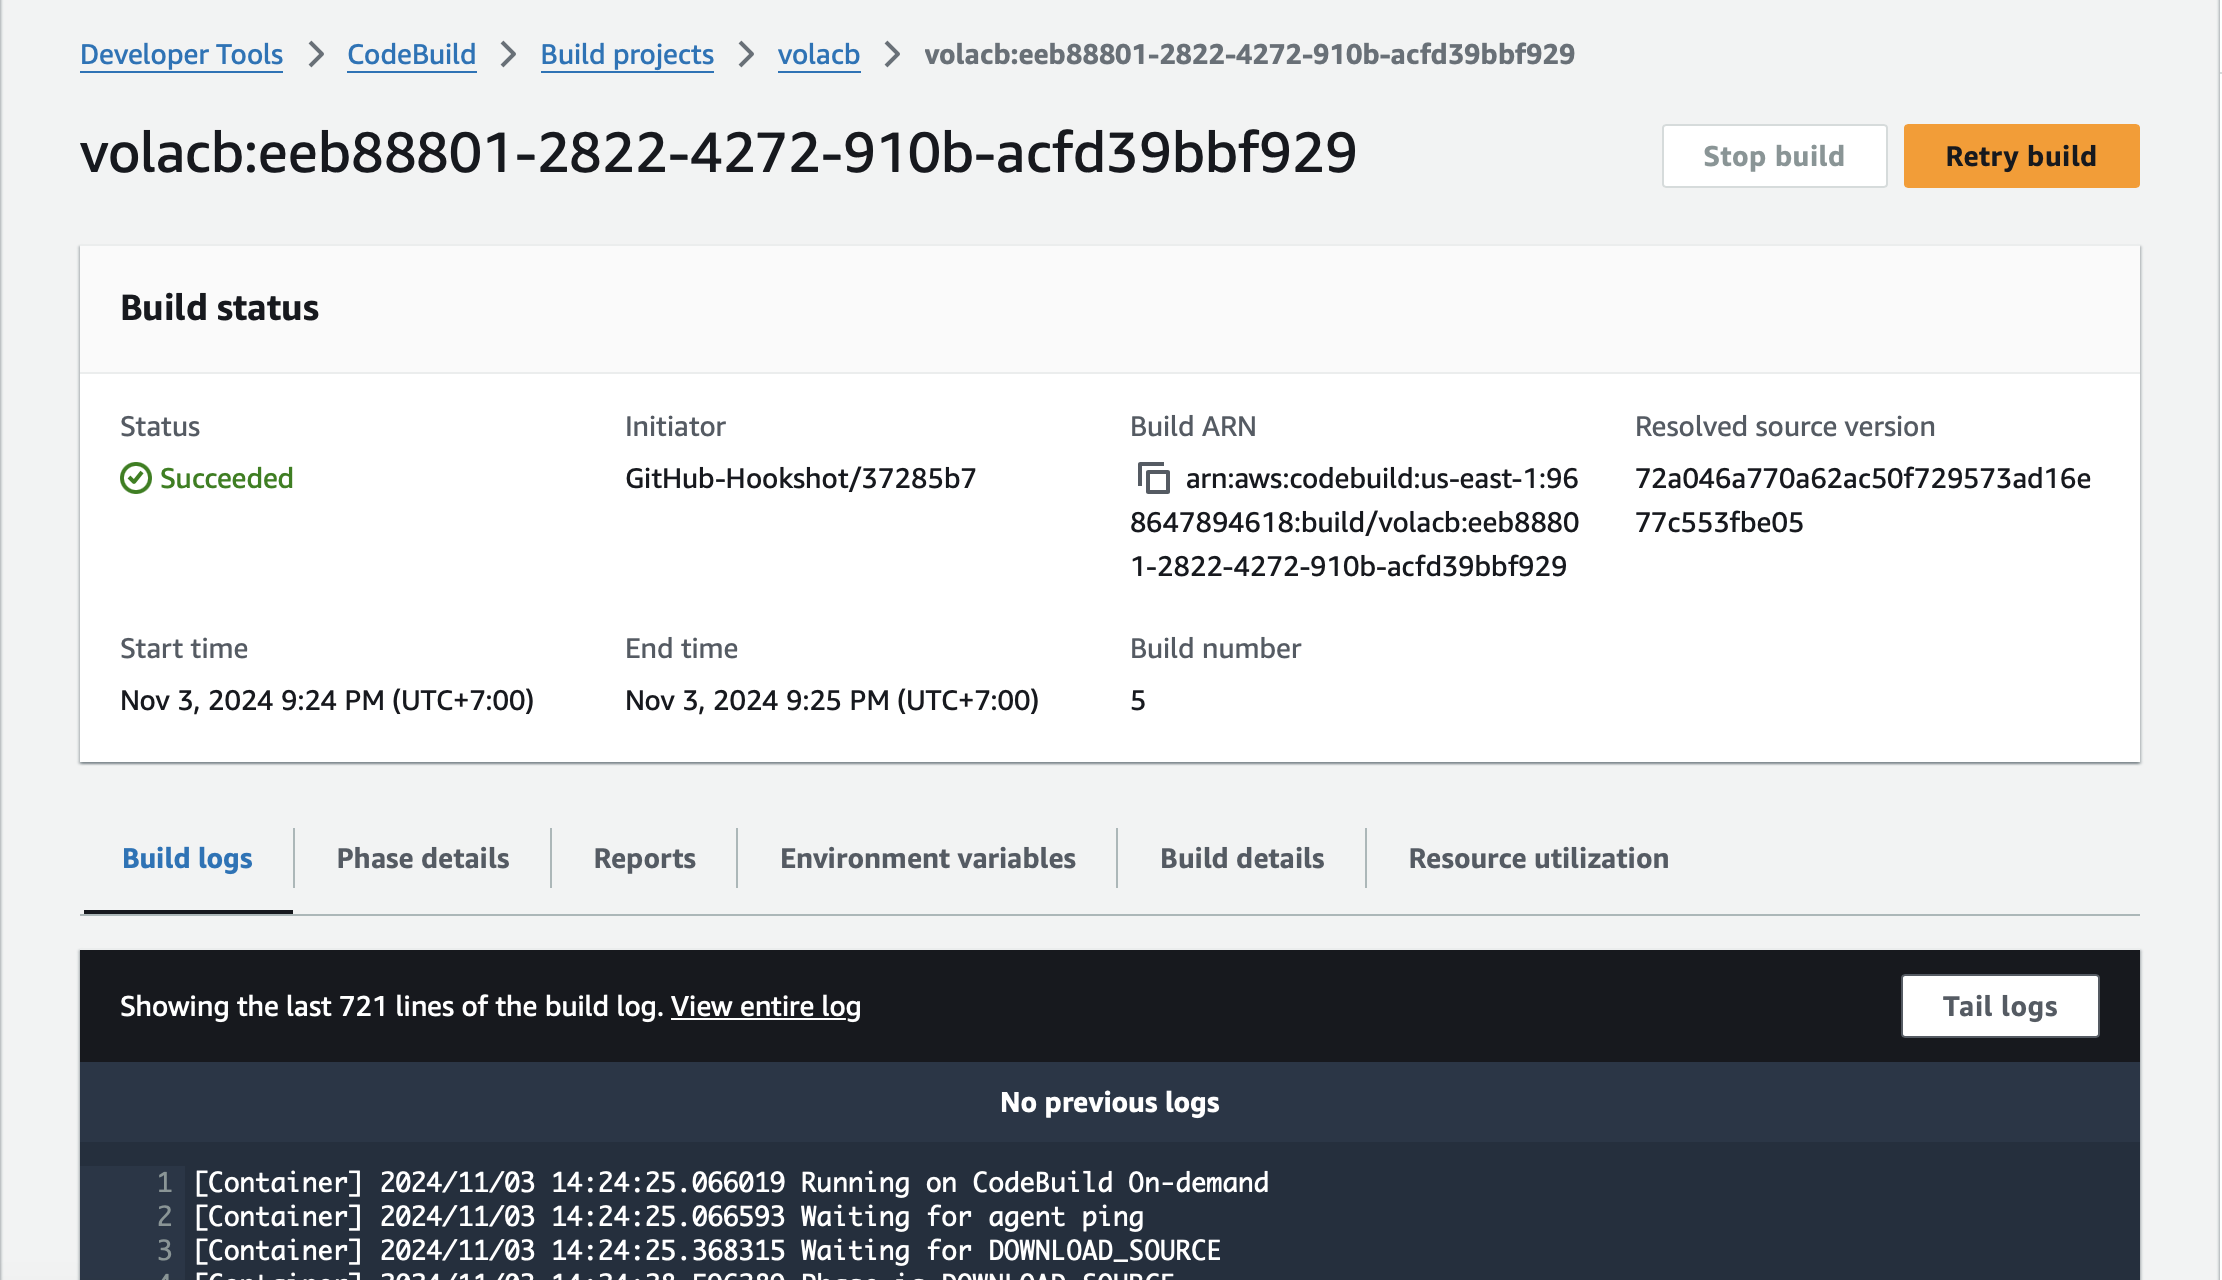 Developer Tools > CodeBuild > Build projects > volacb > volacb:eeb88801-2822-4272-910b-acfd39bbf929
volacb:eeb88801-2822-4272-910b-acfd39bbf929
Stop build
Retry build
Build status
Status
Succeeded
Initiator
GitHub-Hookshot/37285b7
Build ARN
arn:aws:codebuild:us-east-1:96
8647894618:build/volacb:eeb8880
1-2822-4272-910b-acfd39bbf929
Resolved source version
72a046a770a62ac50f729573ad16e
77c553fbe05
Start time
Nov 3, 2024 9:24 PM (UTC+7:00)
End time
Nov 3, 2024 9:25 PM (UTC+7:00)
Build number
5
Build logs
Phase details
Reports
Environment variables
Build details
Resource utilization
Showing the last 721 lines of the build log. View entire log
Tail logs
No previous logs
1 [Container] 2024/11/03 14:24:25.066019 Running on CodeBuild On-demand
2 [Container] 2024/11/03 14:24:25.066593 Waiting for agent ping
3 [Container] 2024/11/03 14:24:25.368315 Waiting for DOWNLOAD_SOURCE